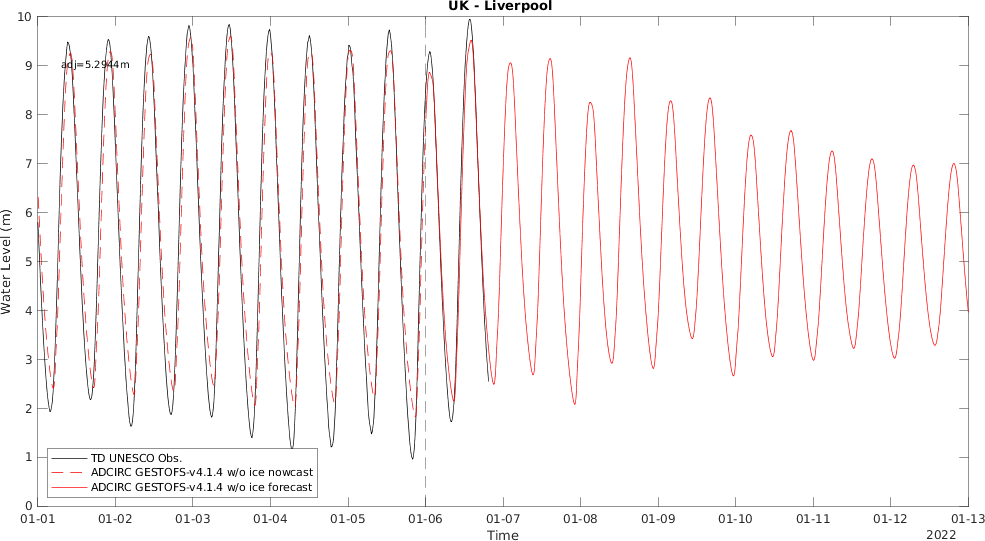 UK - Liverpool
10
9
8
7
6
5
4
3
2
1
0
Water Level (m)
adj=5.2944m
TD UNESCO Obs.
ADCIRC GESTOFS-v4.1.4 w/o ice nowcast
ADCIRC GESTOFS-v4.1.4 w/o ice forecast
01-01 01-02 01-03 01-04 01-05 01-06 01-07 01-08 01-09 01-10 01-11 01-12 01-13
Time
2022